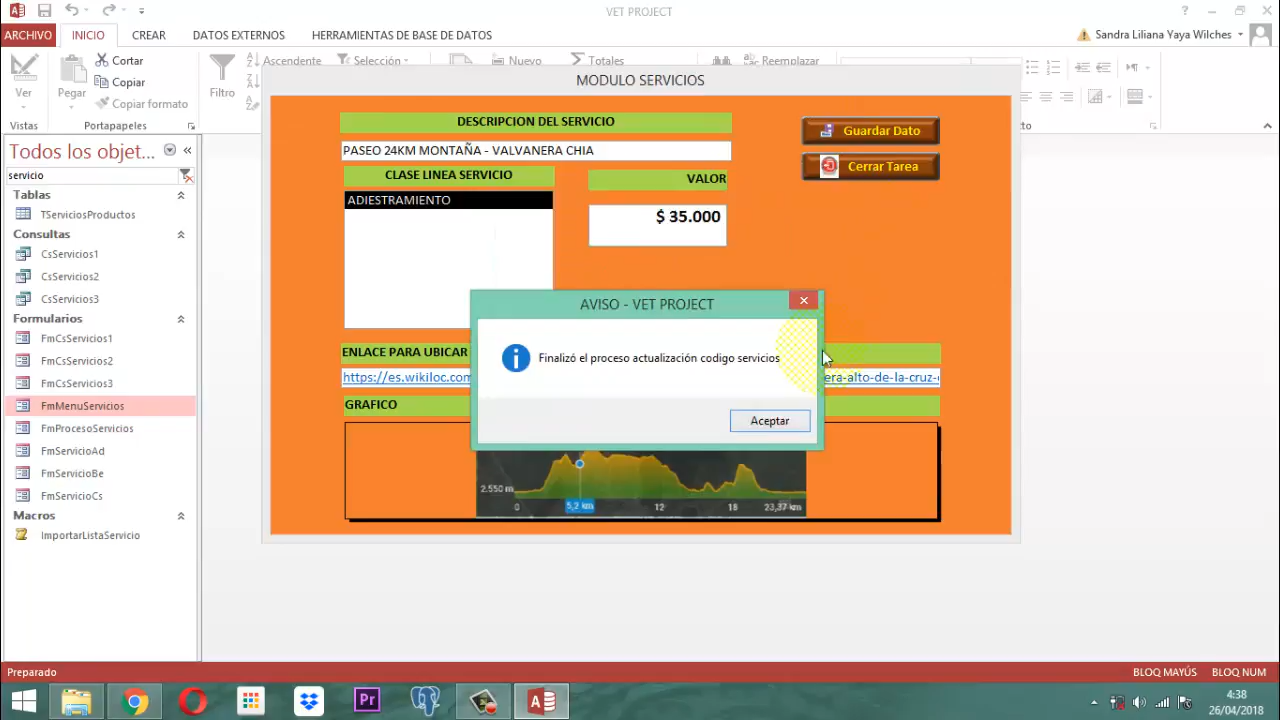 VET PROJECT
ARCHIVO INICIO CREAR DATOS EXTERNOS HERRAMIENTAS DE BASE DE DATOS
Sandra Liliana Yaya Wilches
Ver
Vistas
Pegar
Cortar
Copiar
Copiar formato
Portapapeles
Filtro
Ascendente
Selección
Nuevo
Totales
Reemplazar
Todos los objet...
servicio
Tablas
TServiciosProductos
Consultas
CsServicios1
CsServicios2
CsServicios3
Formularios
FmCsServicios1
FmCsServicios2
FmCsServicios3
FmMenuServicios
FmProcesoServicios
FmServicioAd
FmServicioBe
FmServicioCs
Macros
ImportarListaServicio
MODULO SERVICIOS
DESCRIPCION DEL SERVICIO
PASEO 24KM MONTAÑA - VALVANERA CHIA
CLASE LINEA SERVICIO
ADIESTRAMIENTO
VALOR
$ 35.000
Guardar Dato
Cerrar Tarea
AVISO - VET PROJECT
Finalizó el proceso actualización codigo servicios
Aceptar
ENLACE PARA UBICAR
https://es.wikiloc.com era-alto-de-la-cruz-
GRAFICO
2.550 m
0 5,2 km 12 18 23,37 km
Preparado
BLOQ MAYÚS BLOQ NUM
Pr
4:38
26/04/2018